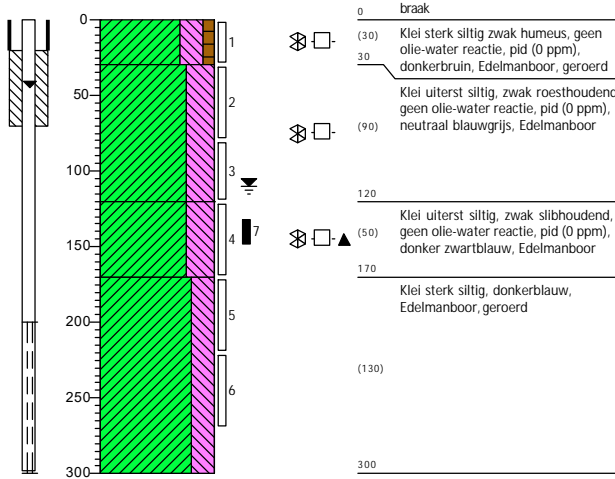 0
50
100
150
200
250
300
1
2
3
4
7
5
6
0
braak
(30)
Klei sterk siltig zwak humeus, geen
olie-water reactie, pid (0 ppm),
donkerbruin, Edelmanboor, geroerd
30
Klei uiterst siltig, zwak roesthoudend
geen olie-water reactie, pid (0 ppm),
neutraal blauwgrijs, Edelmanboor
(90)
120
Klei uiterst siltig, zwak slibhoudend,
geen olie-water reactie, pid (0 ppm),
donker zwartblauw, Edelmanboor
(50)
170
Klei sterk siltig, donkerblauw,
Edelmanboor, geroerd
(130)
300